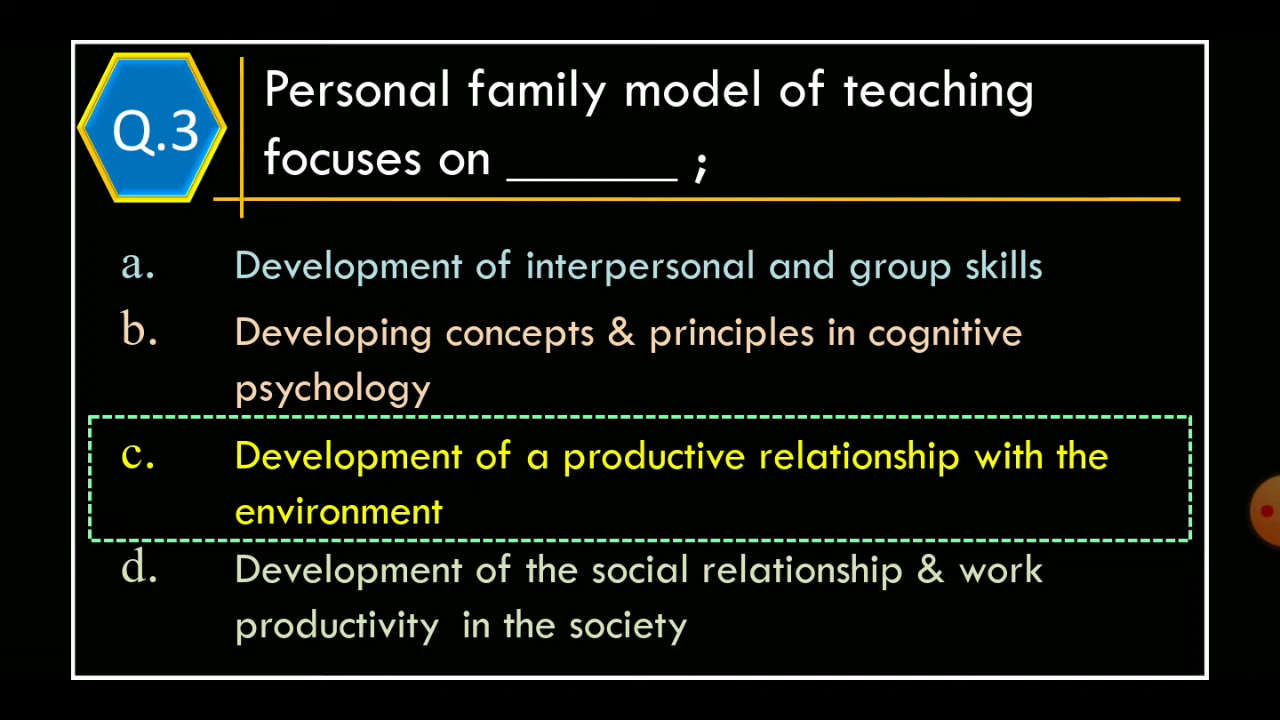 Q.3
Personal family model of teaching
focuses on _______ ;
a. Development of interpersonal and group skills
b. Developing concepts & principles in cognitive
psychology
c. Development of a productive relationship with the
environment
d. Development of the social relationship & work
productivity in the society